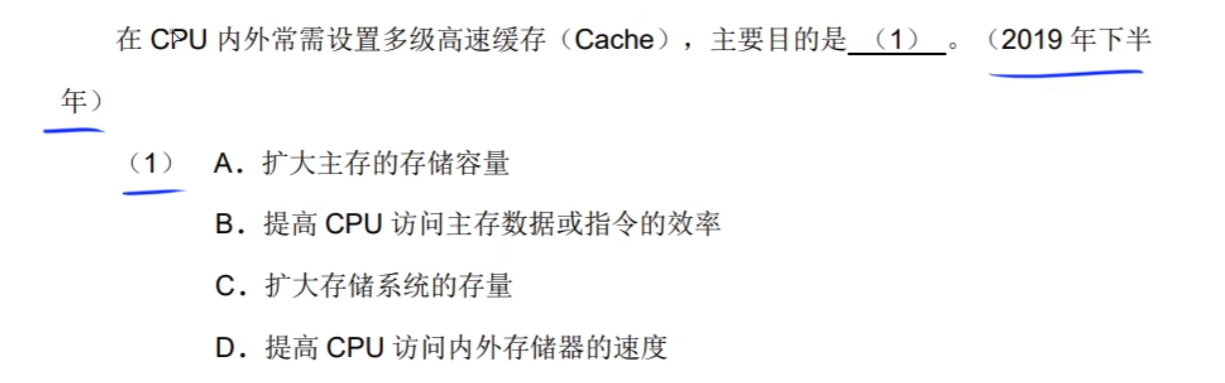 在 CPU 内外常需设置多级高速缓存（Cache），主要目的是 （1） 。（2019 年下半
年）
（1） A．扩大主存的存储容量
B．提高 CPU 访问主存数据或指令的效率
C．扩大存储系统的存量
D．提高 CPU 访问内外存储器的速度